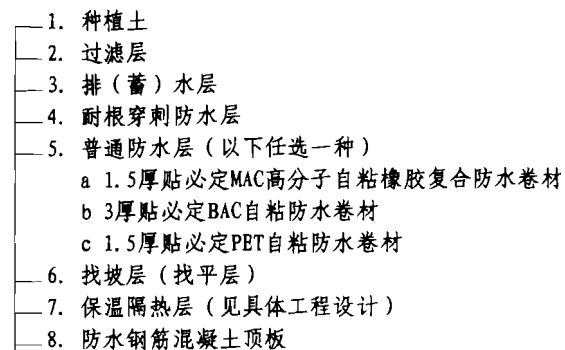 1. 种植土
2. 过滤层
3. 排（蓄）水层
4. 耐根穿刺防水层
5. 普通防水层（以下任选一种）
a 1.5厚贴必定MAC高分子自粘橡胶复合防水卷材
b 3厚贴必定BAC自粘防水卷材
c 1.5厚贴必定PET自粘防水卷材
6. 找坡层（找平层）
7. 保温隔热层（见具体工程设计）
8. 防水钢筋混凝土顶板